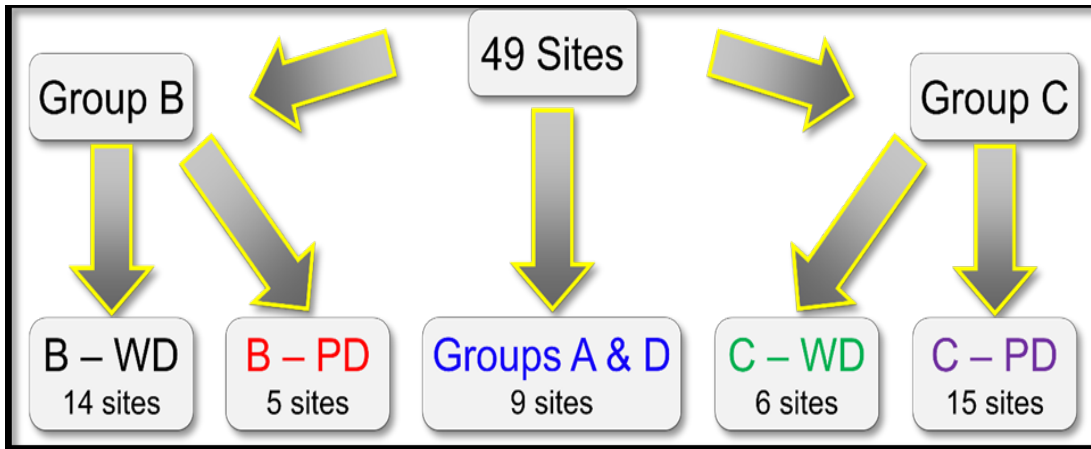 49 Sites
Group B
Group C
B – WD
14 sites
B – PD
5 sites
Groups A & D
9 sites
C – WD
6 sites
C – PD
15 sites